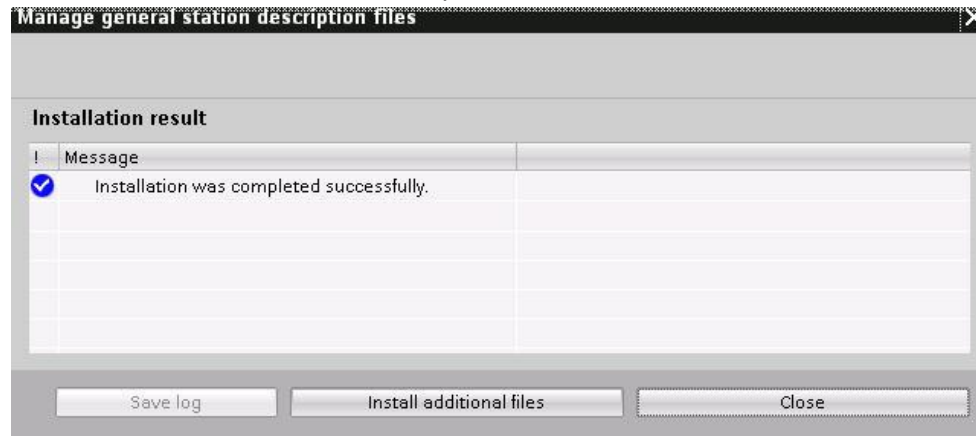 Manage general station description files
Installation result
! Message
Installation was completed successfully.
Save log Install additional files Close